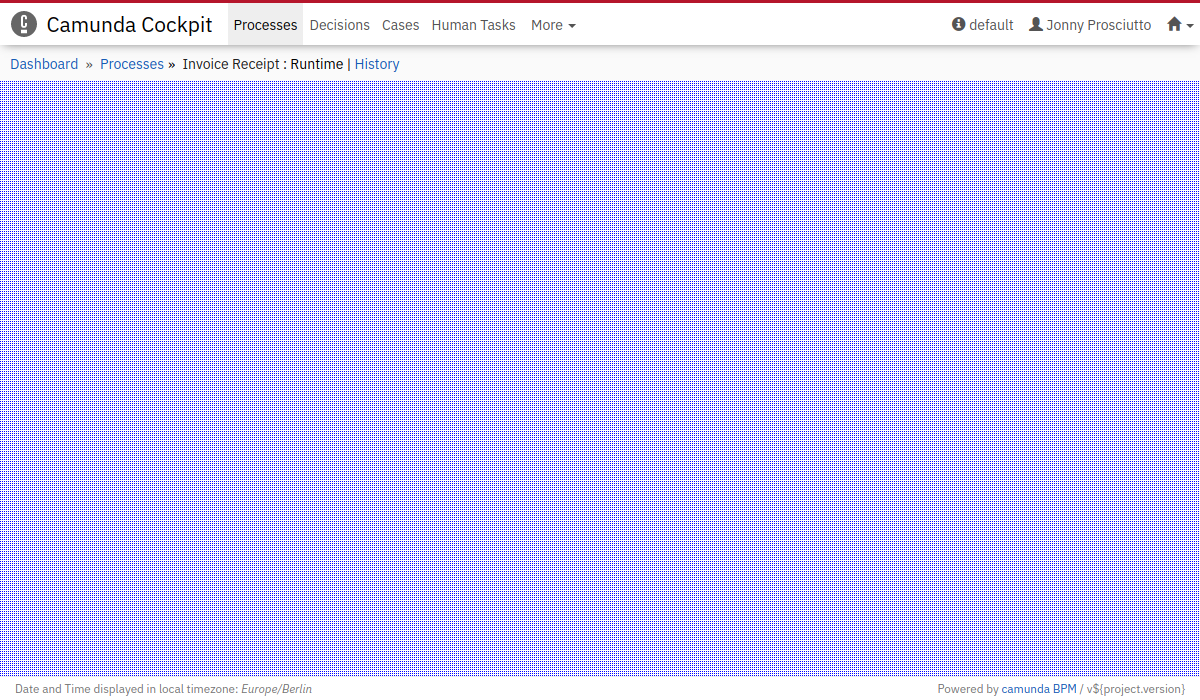 Camunda Cockpit Processes Decisions Cases Human Tasks More default Jonny Prosciutto
Dashboard » Processes » Invoice Receipt : Runtime | History
Date and Time displayed in local timezone: Europe/Berlin Powered by camunda BPM / v${project.version}